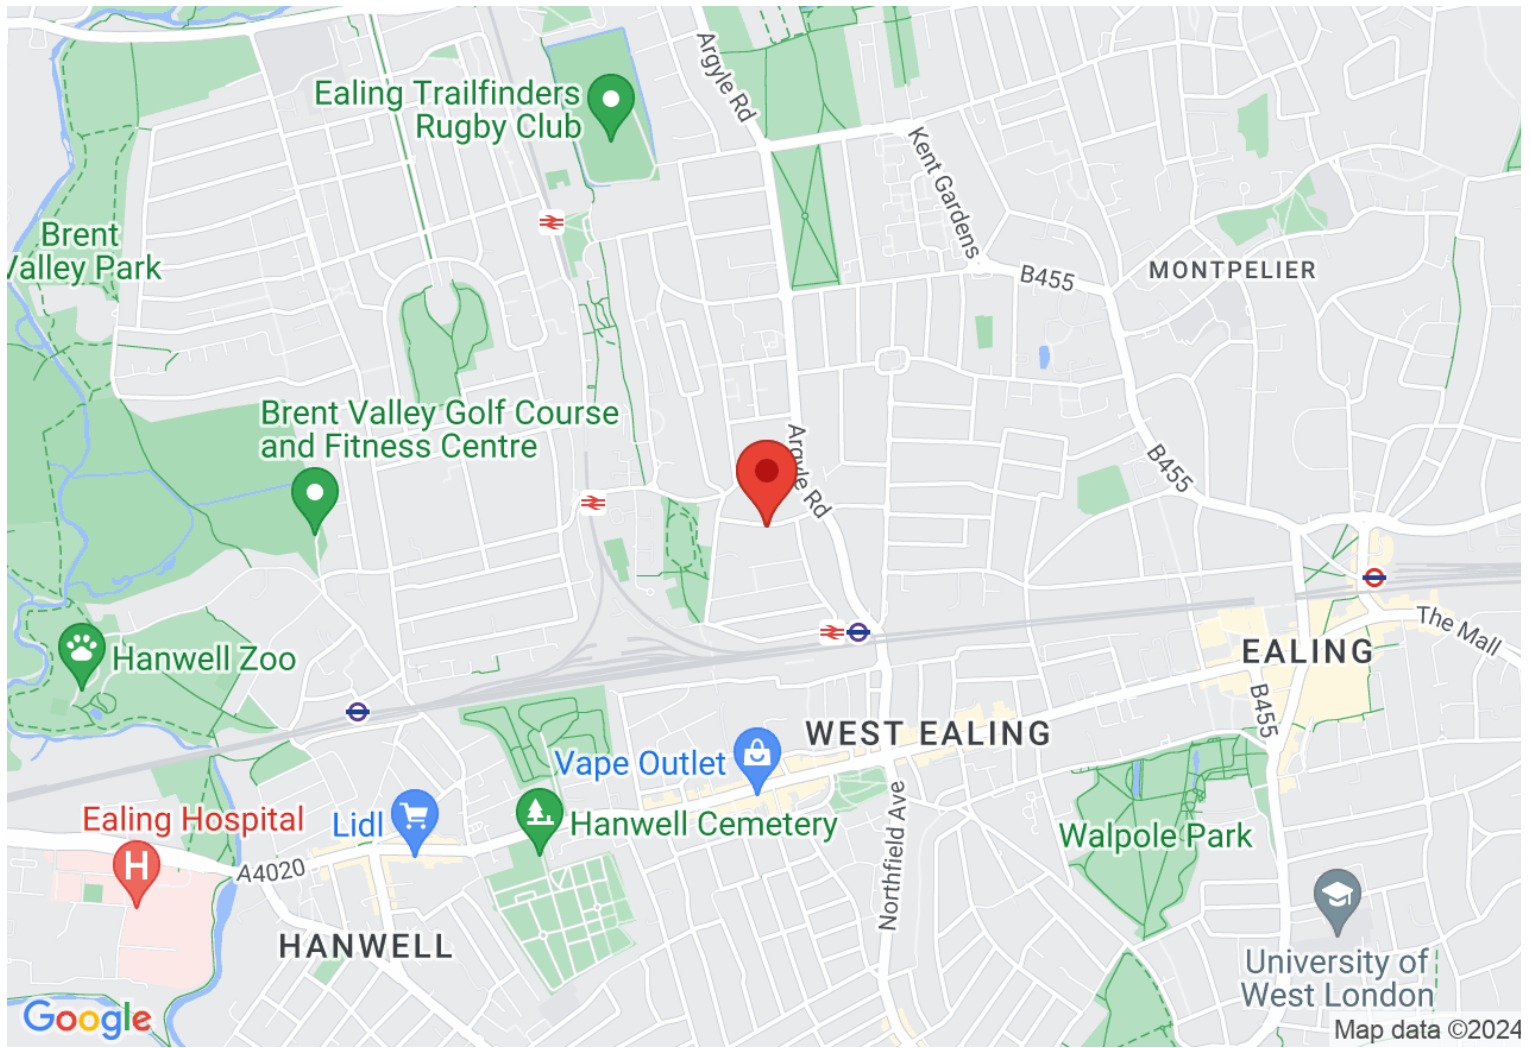 Argyle Rd
Ealing Trailfinders
Rugby Club
Kent Gardens
Brent
Valley Park
B455
MONTPELIER
Brent Valley Golf Course
and Fitness Centre
Argyle Rd
B455
Hanwell Zoo
The Mall
EALING
B455
WEST EALING
Vape Outlet
Ealing Hospital
H
Lidl
Hanwell Cemetery
Walpole Park
A4020
Northfield Ave
HANWELL
University of
West London
Google
Map data ©2024